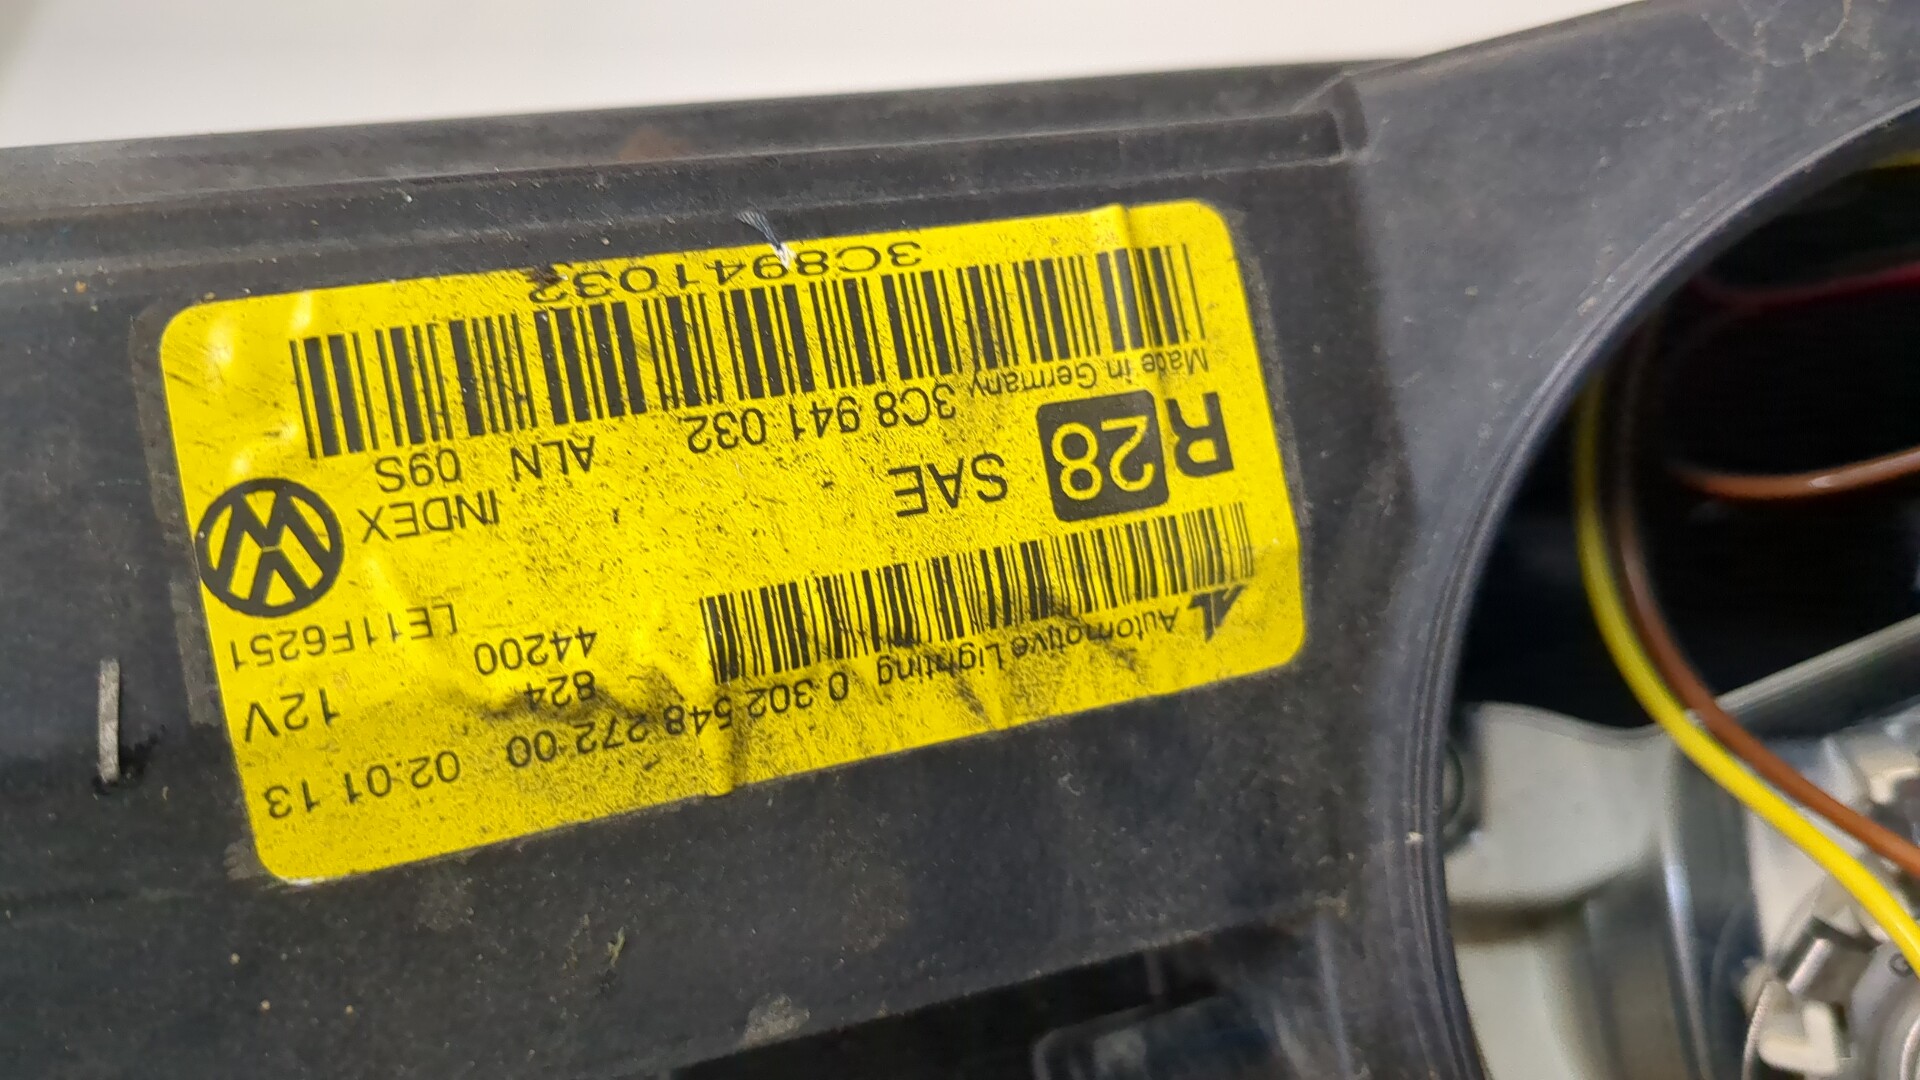 Automotive Lighting 0 302 548 272 00 02.01 13
824 12V
44200 LE11F6251
R 28 SAE INDEX
Made in Germany 3C8 941 032 ALN 09S
3C8941032